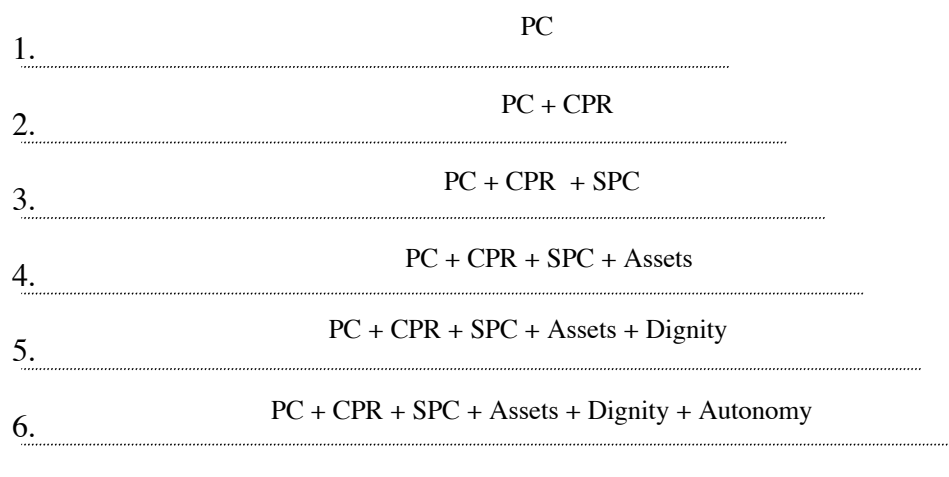 PC
1.
PC + CPR
2.
PC + CPR + SPC
3.
PC + CPR + SPC + Assets
4.
PC + CPR + SPC + Assets + Dignity
5.
PC + CPR + SPC + Assets + Dignity + Autonomy
6.